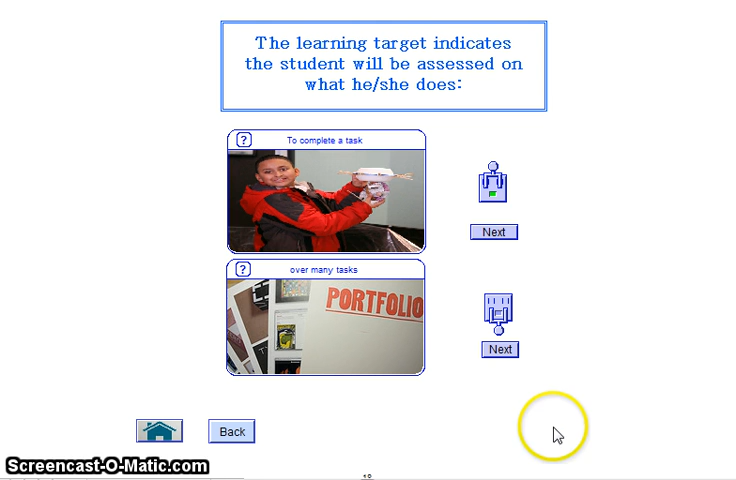 The learning target indicates
the student will be assessed on
what he/she does:
? To complete a task
Next
? over many tasks
PORTFOLIO
Next
Back
Screencast-O-Matic.com